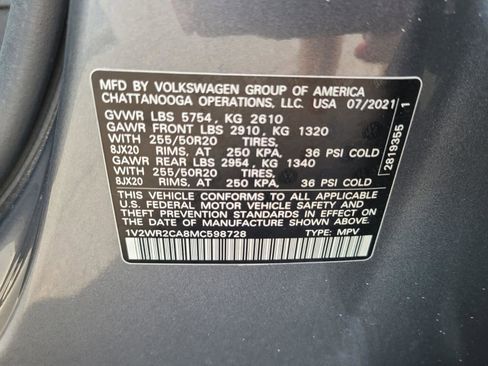 MFD BY VOLKSWAGEN GROUP OF AMERICA
CHATTANOOGA OPERATIONS, LLC. USA 07/2021
GVWR LBS 5754, KG 2610
GAWR FRONT LBS 2910, KG 1320
WITH 255/50R20 TIRES,
8JX20 RIMS, AT 250 KPA, 36 PSI COLD
GAWR REAR LBS 2954, KG 1340
WITH 255/50R20 TIRES,
8JX20 RIMS, AT 250 KPA, 36 PSI COLD
THIS VEHICLE CONFORMS TO ALL APPLICABLE
U.S. FEDERAL MOTOR VEHICLE SAFETY AND
THEFT PREVENTION STANDARDS IN EFFECT ON
THE DATE OF MANUFACTURE SHOWN ABOVE.
1V2WR2CA8MC598728 TYPE: MPV
2819355 1